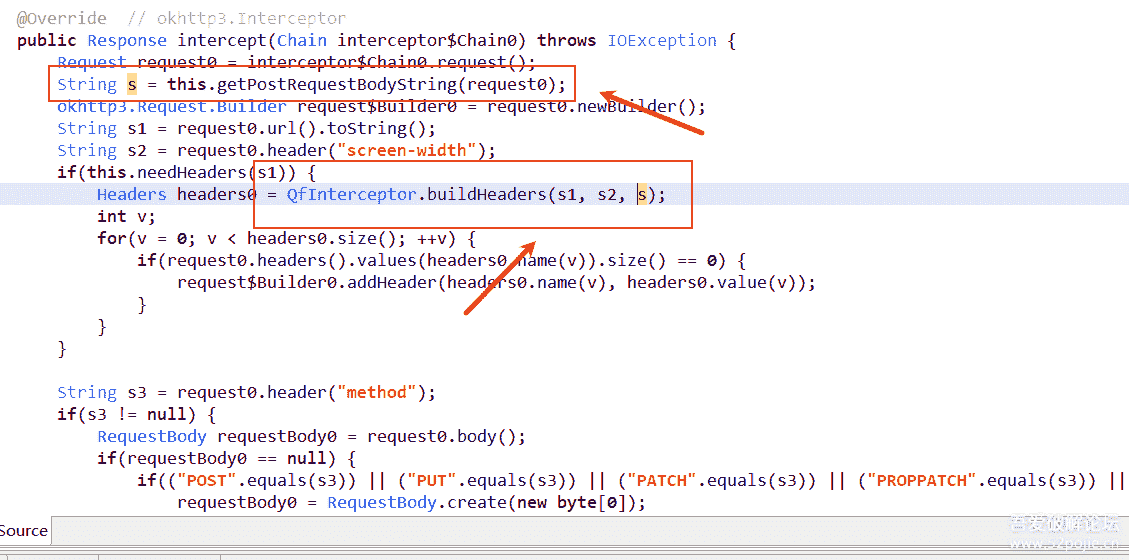 @Override  // okhttp3.Interceptor
public Response intercept(Chain interceptor$Chain0) throws IOException {
    Request request0 = interceptor$Chain0.request();
    String s = this.getPostRequestBodyString(request0);
    okhttp3.Request.Builder request$Builder0 = request0.newBuilder();
    String s1 = request0.url().toString();
    String s2 = request0.header("screen-width");
    if(this.needHeaders(s1)) {
        Headers headers0 = QfInterceptor.buildHeaders(s1, s2, s);
        int v;
        for(v = 0; v < headers0.size(); ++v) {
            if(request0.headers().values(headers0.name(v)).size() == 0) {
                request$Builder0.addHeader(headers0.name(v), headers0.value(v));
            }
        }
    }

    String s3 = request0.header("method");
    if(s3 != null) {
        RequestBody requestBody0 = request0.body();
        if(requestBody0 == null) {
            if(("POST".equals(s3)) || ("PUT".equals(s3)) || ("PATCH".equals(s3)) || ("PROPPATCH".equals(s3)) ||
                requestBody0 = RequestBody.create(new byte[0]);
Source
吾爱破解论坛
www.52pojie.cn